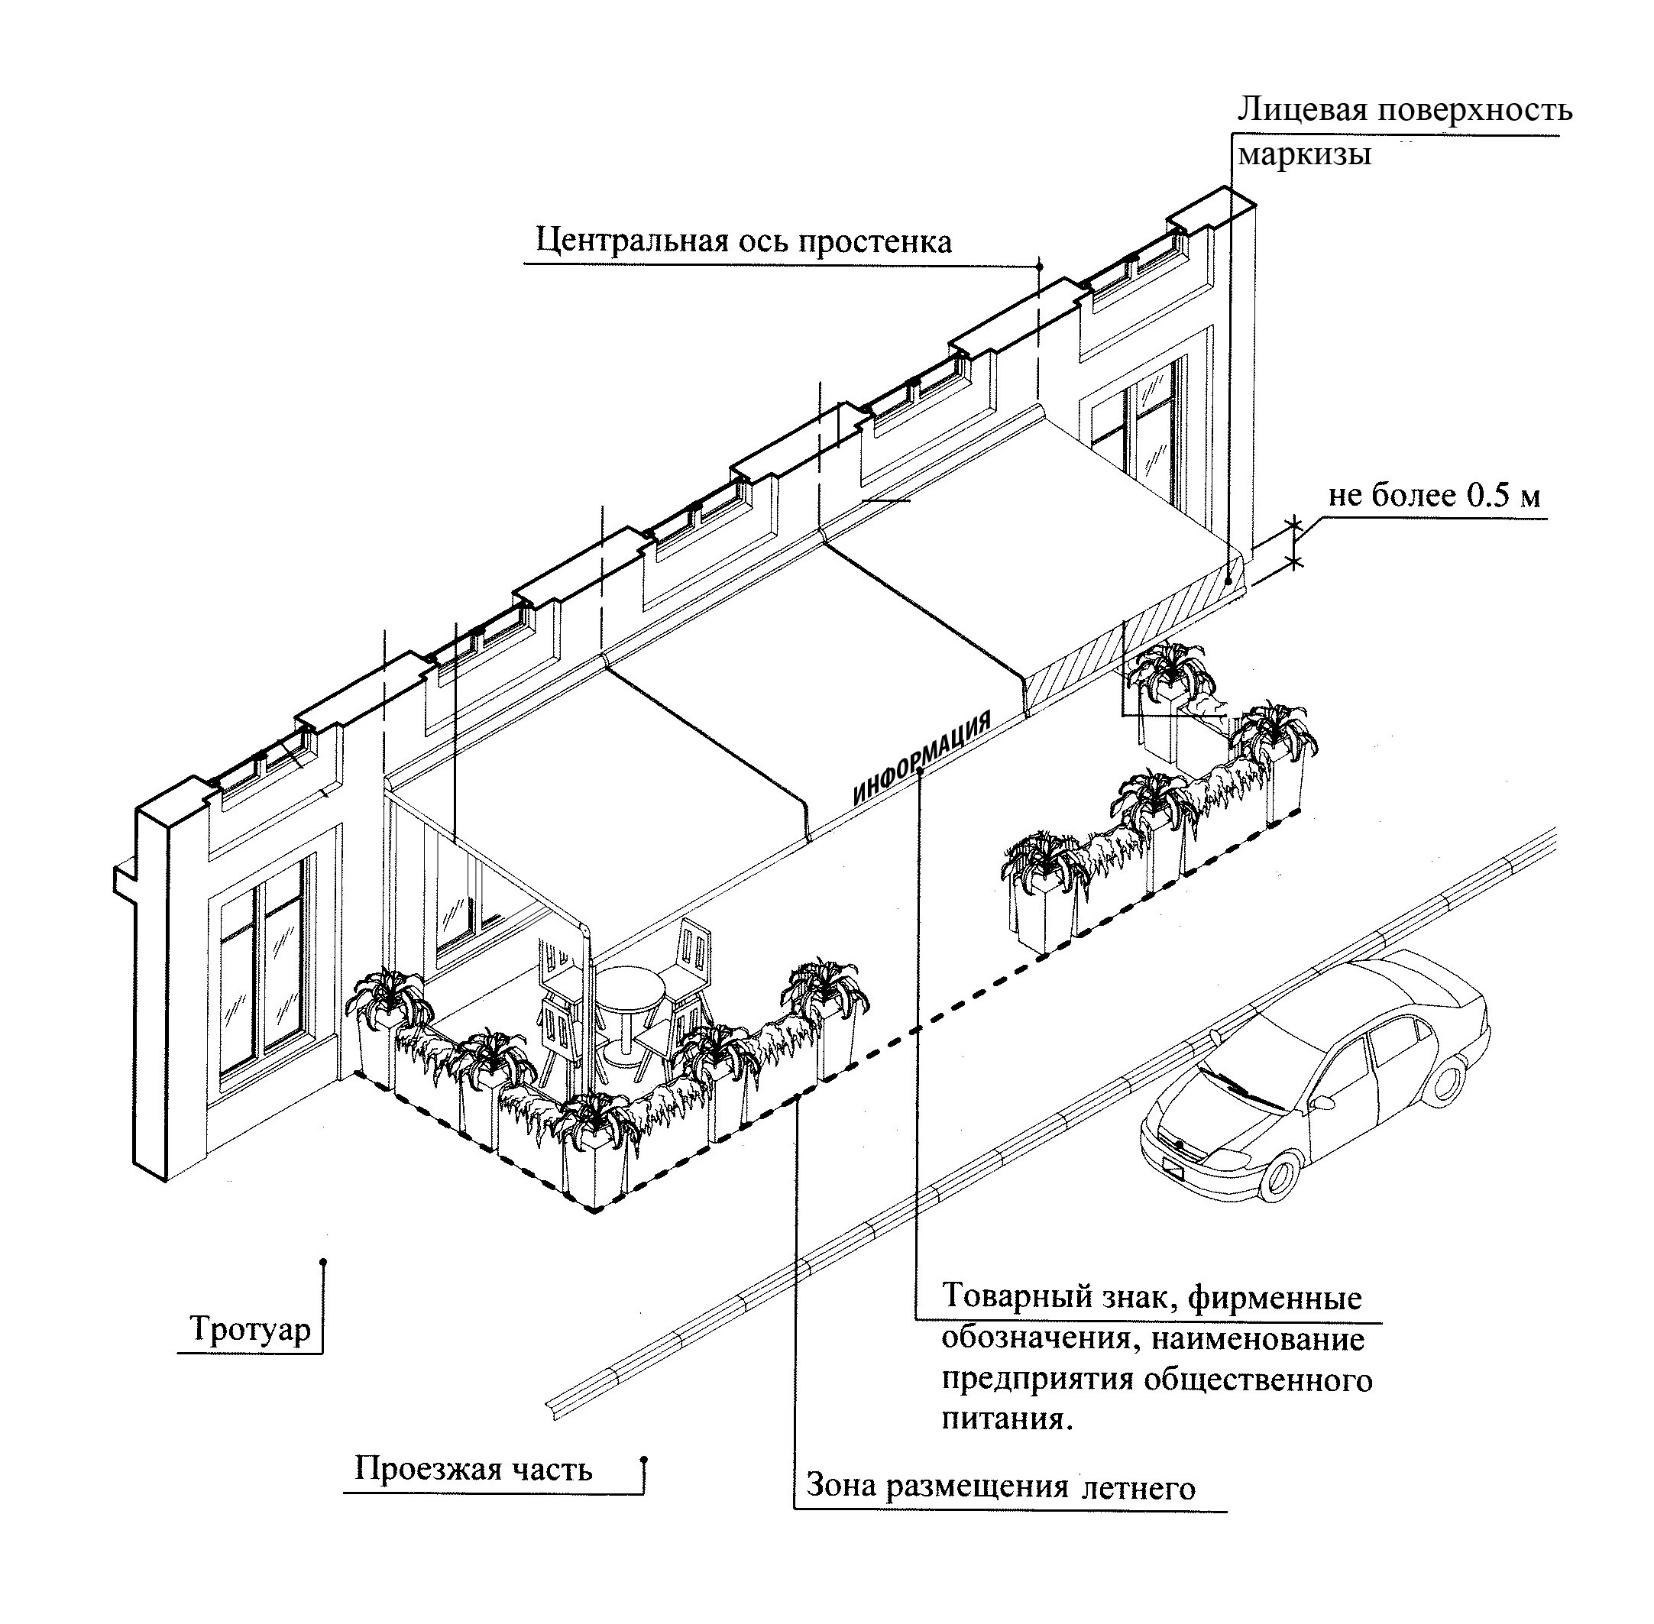 Лицевая поверхность
маркизы
Центральная ось простенка
не более 0.5 м
ИНФОРМАЦИЯ
Товарный знак, фирменные
обозначения, наименование
предприятия общественного
питания.
Тротуар
Проезжая часть
Зона размещения летнего